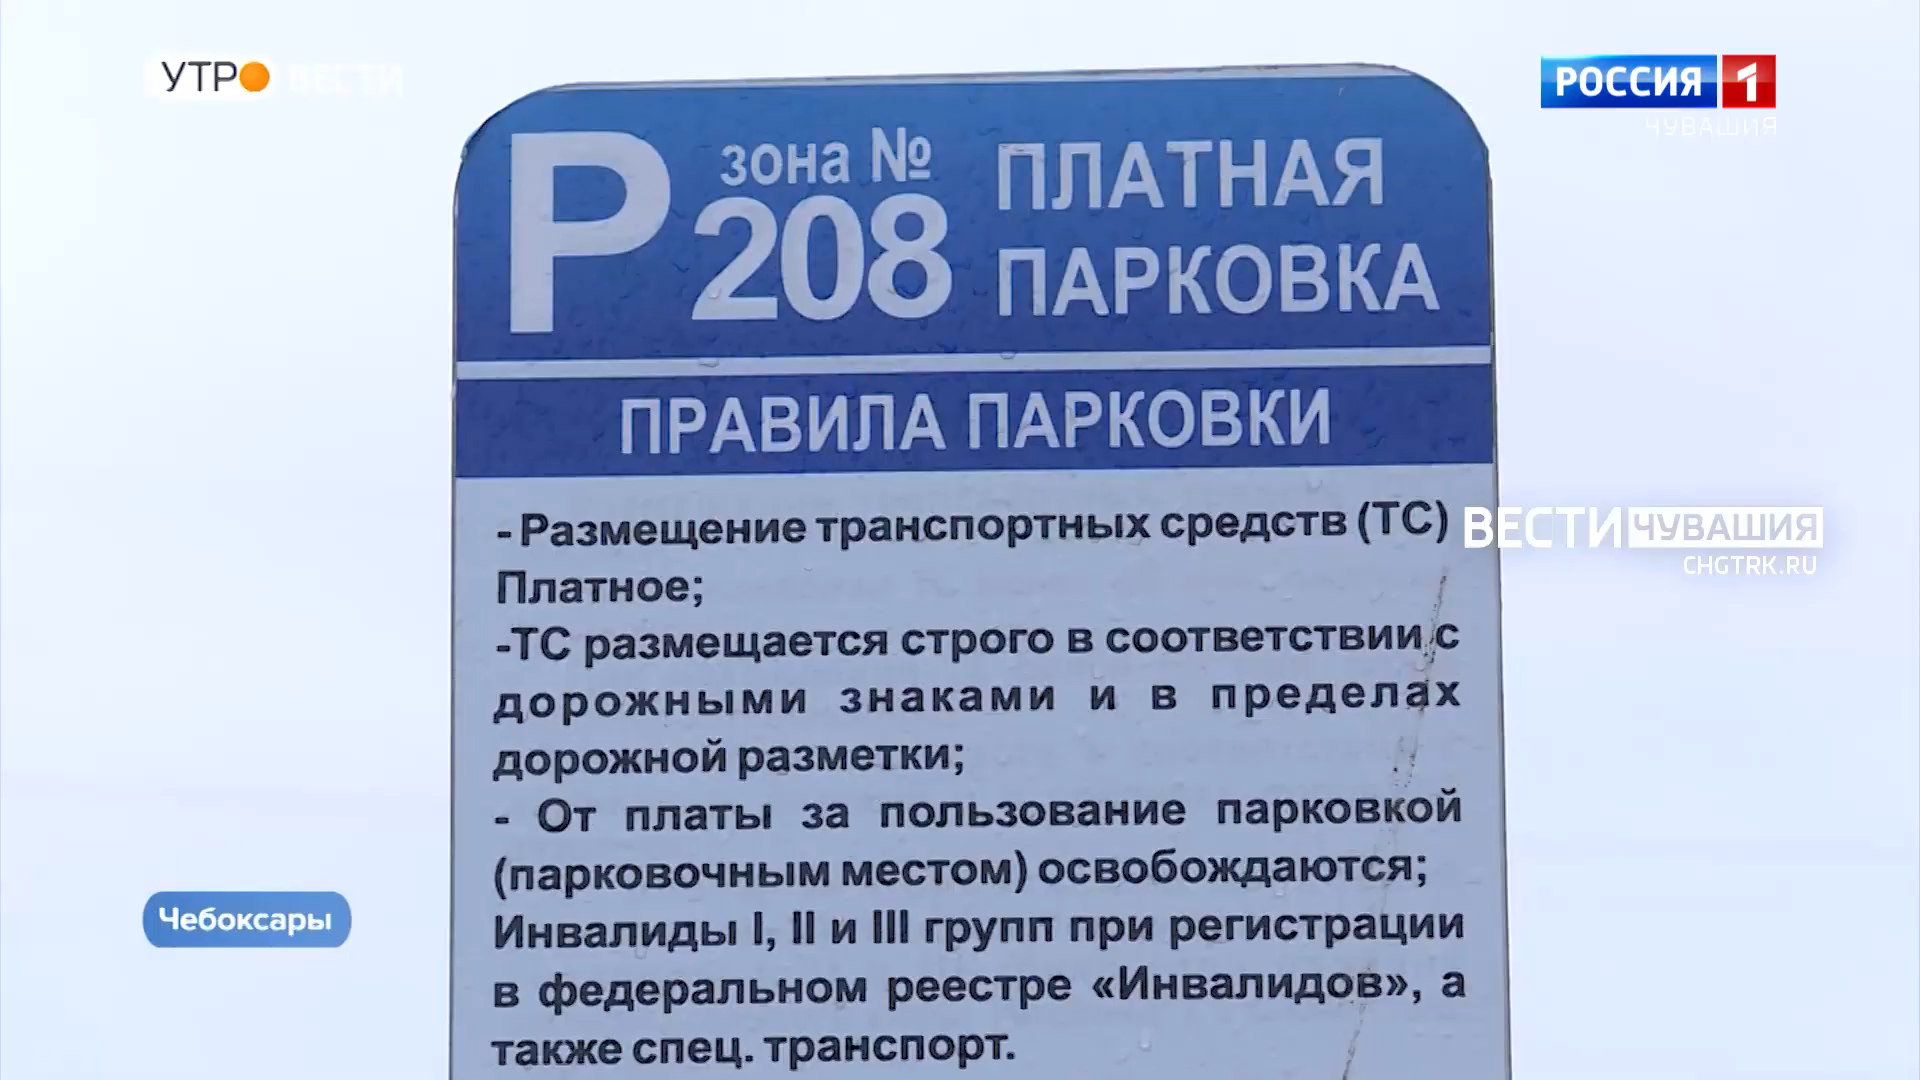 УТРО ВЕСТИ
РОССИЯ 1
ЧУВАШИЯ
P зона № 208
ПЛАТНАЯ
ПАРКОВКА
ПРАВИЛА ПАРКОВКИ
- Размещение транспортных средств (ТС)
Платное;
-ТС размещается строго в соответствии с
дорожными знаками и в пределах
дорожной разметки;
- От платы за пользование парковкой
(парковочным местом) освобождаются;
Инвалиды I, II и III групп при регистрации
в федеральном реестре «Инвалидов», а
также спец. транспорт.
ВЕСТИ ЧУВАШИЯ
CHGTRK.RU
Чебоксары